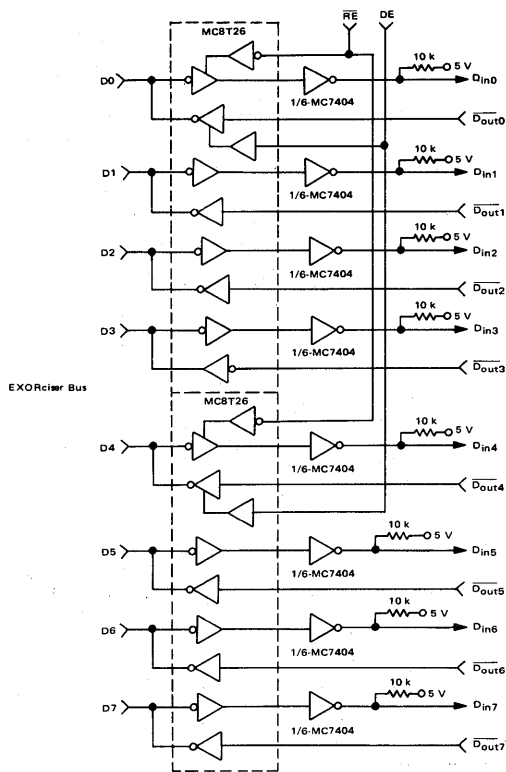 MC8T26
RE
DE
10 k
5 V
D0
Din0
1/6-MC7404
Dout0
10 k
5 V
D1
Din1
1/6-MC7404
Dout1
10 k
5 V
D2
Din2
1/6-MC7404
Dout2
10 k
5 V
D3
Din3
1/6-MC7404
Dout3
EXORciser Bus
MC8T26
10 k
5 V
D4
Din4
1/6-MC7404
Dout4
10 k
5 V
D5
Din5
1/6-MC7404
Dout5
10 k
5 V
D6
Din6
1/6-MC7404
Dout6
10 k
5 V
D7
Din7
1/6-MC7404
Dout7